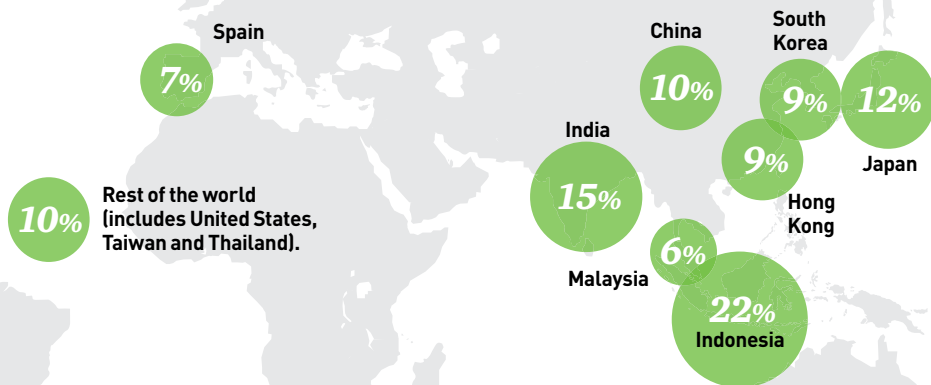 Spain
7%
China
10%
South
Korea
9%
12%
Japan
India
15%
9%
Hong
Kong
10%
Rest of the world
(includes United States,
Taiwan and Thailand).
Malaysia
6%
22%
Indonesia